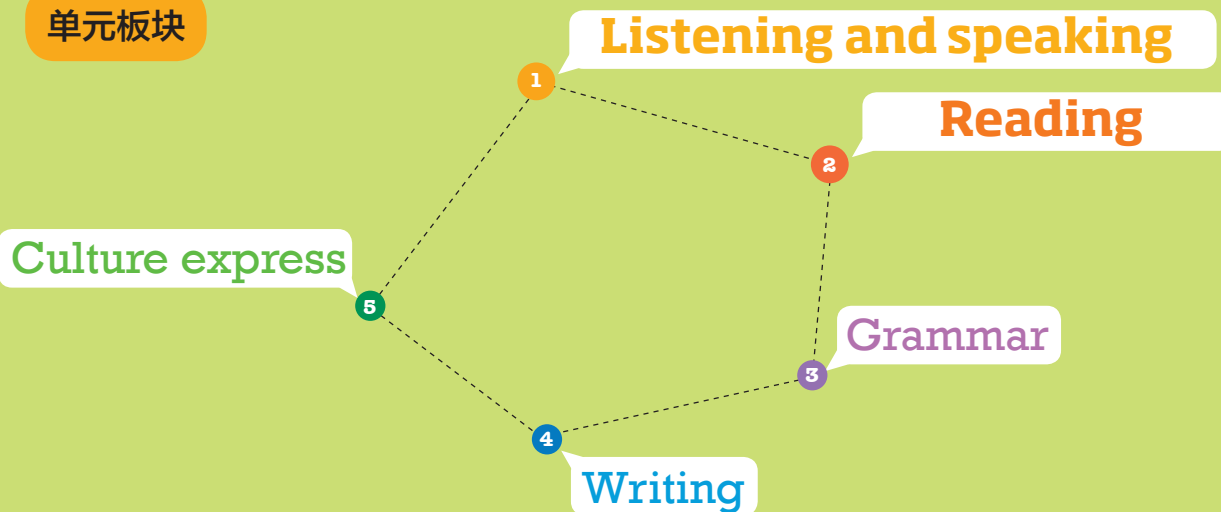 单元板块
Listening and speaking
1
Reading
2
Culture express
5
Grammar
3
4
Writing